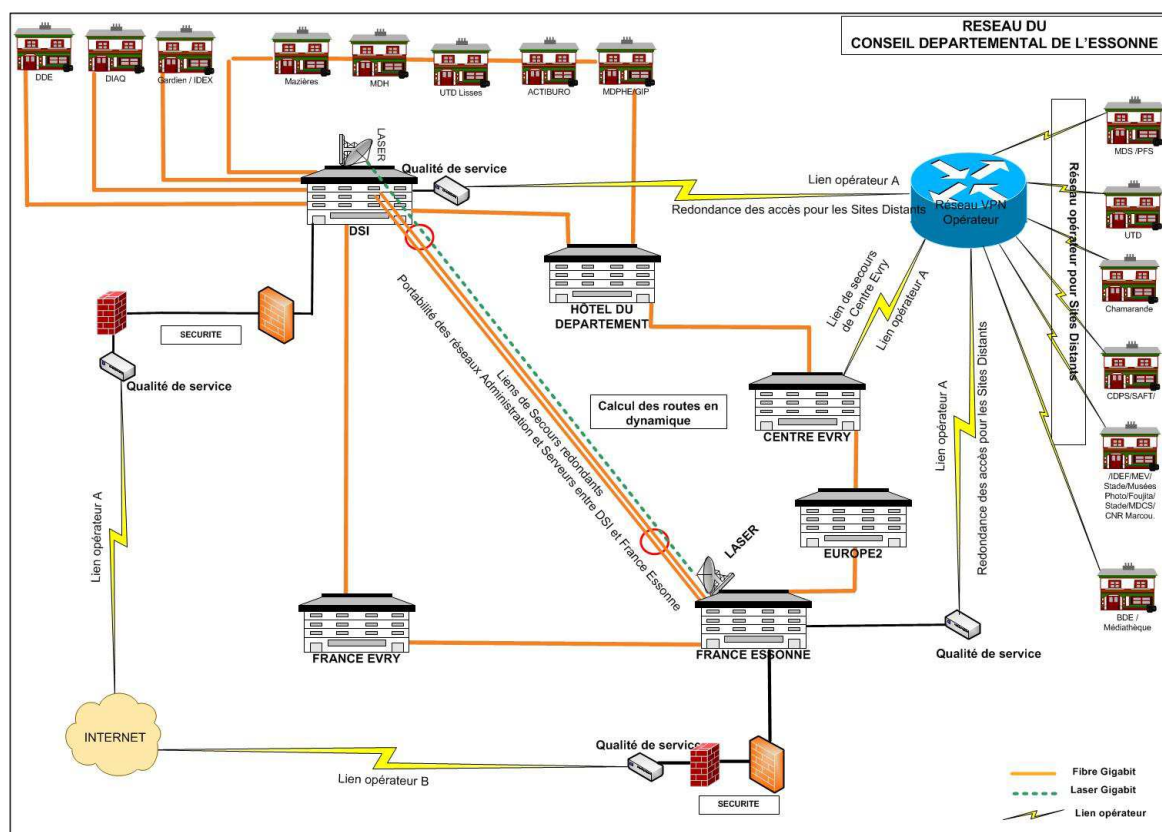 RESEAU DU
CONSEIL DEPARTEMENTAL DE L'ESSONNE
DDE
DIAQ
Gardien / IDEX
Mazières
MDH
UTD Lisses
ACTIBURO
MDPHE/GIP
LASER
DSI
Qualité de service
Lien opérateur A
Redondance des accès pour les Sites Distants
Réseau VPN
Opérateur
Réseau opérateur pour Sites Distants
MDS /PFS
UTD
Chamarande
CDPS/SAFT/
/IDEF/MEV/
Stade/Musées
Photo/Foujita/
Stade/MDCS/
CNR Marcou.
BDE /
Médiathèque
HÔTEL DU
DEPARTEMENT
Lien de secours
de Centre Evry
Lien opérateur A
SECURITE
Qualité de service
Lien opérateur A
Portabilité des réseaux Administration et Serveurs entre DSI et France Essonne
Liens de Secours redondants
Calcul des routes en
dynamique
CENTRE EVRY
EUROPE2
LASER
Lien opérateur A
Redondance des accès pour les Sites Distants
FRANCE EVRY
FRANCE ESSONNE
Qualité de service
INTERNET
Lien opérateur B
Qualité de service
SECURITE
Fibre Gigabit
Laser Gigabit
Lien opérateur